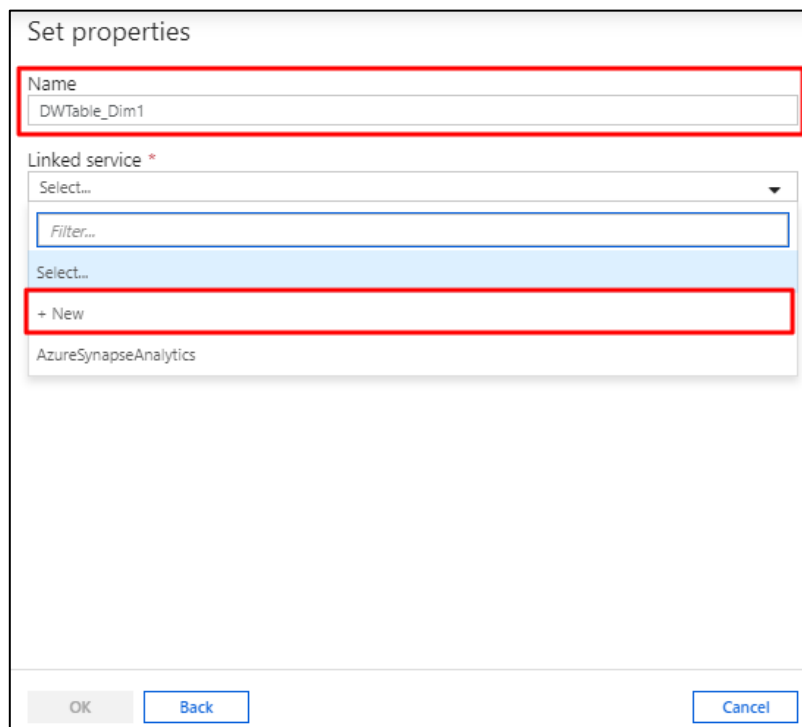 Set properties
Name
DWTable_Dim1
Linked service *
Select...
Filter...
Select...
+ New
AzureSynapseAnalytics
OK Back Cancel